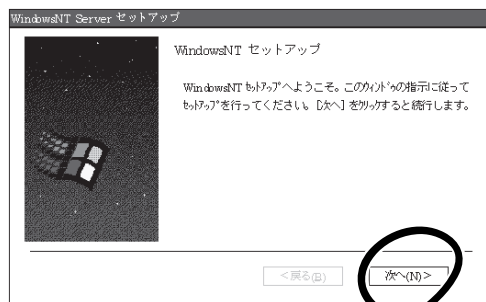 WindowsNT Server セットアップ
WindowsNT セットアップ
WindowsNT ｾｯﾄｱｯﾌﾟへようこそ。このｳｨﾝﾄﾞｳの指示に従って
ｾｯﾄｱｯﾌﾟを行ってください。[次へ] をｸﾘｯｸすると続行します。
<戻る(B)
次へ(N)>